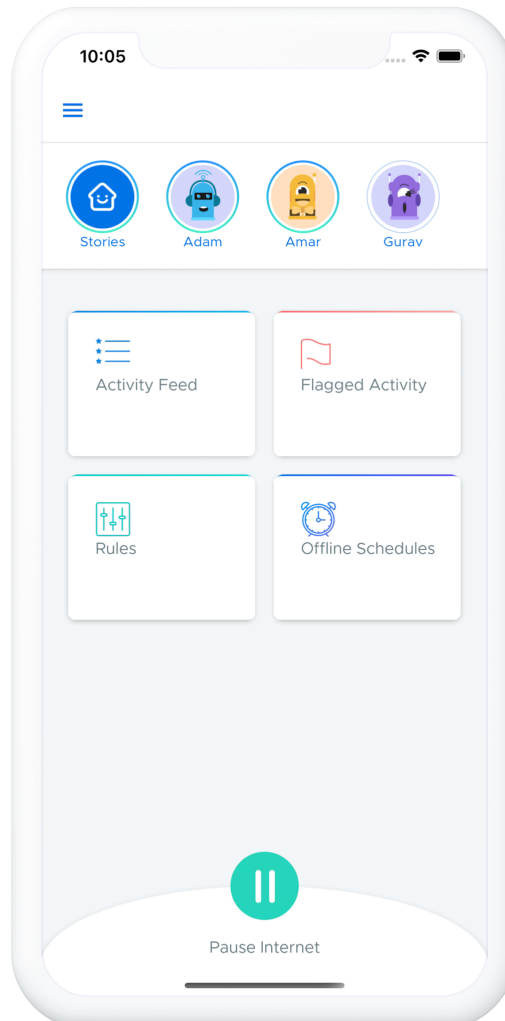 10:05
Stories Adam Amar Gurav
Activity Feed Flagged Activity
Rules Offline Schedules
Pause Internet